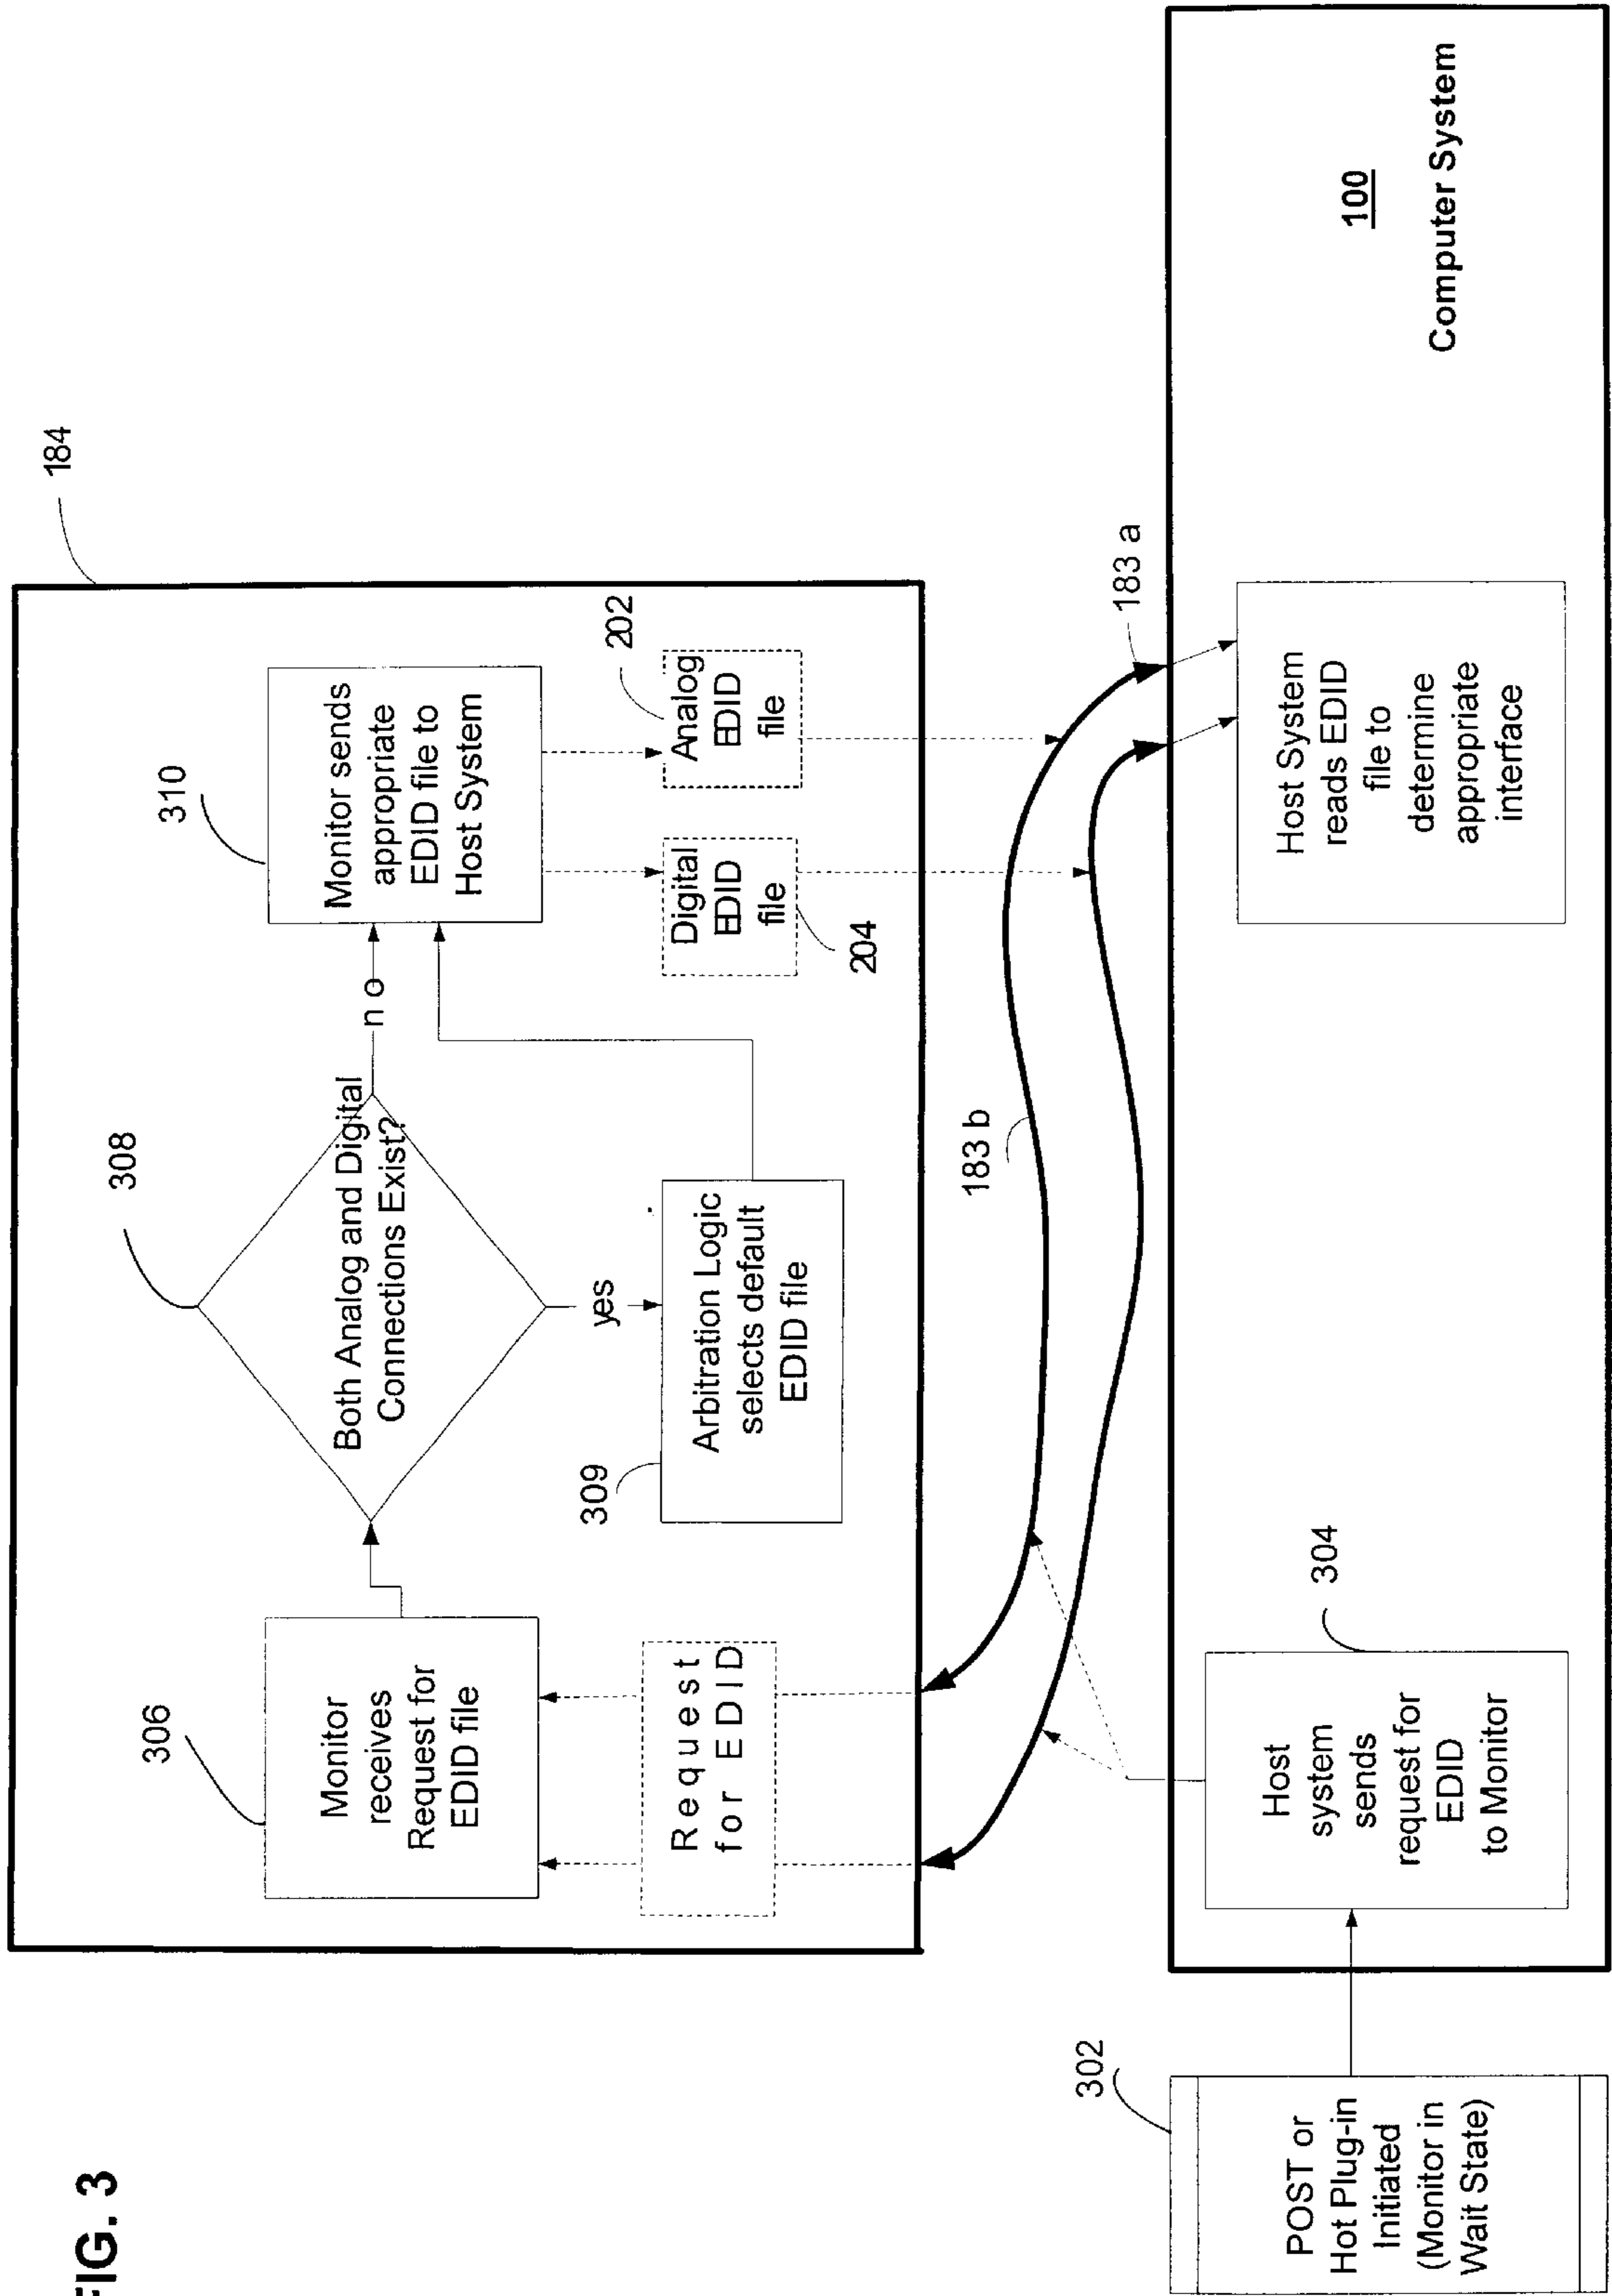 FIG. 3
184
306
Monitor
receives
Request for
EDID file
308
Both Analog and Digital
Connections Exist?
no
yes
310
Monitor sends
appropriate
EDID file to
Host System
309
Arbitration Logic
selects default
EDID file
Request
for EDID
Digital
EDID
file
204
Analog
EDID
file
202
183 b
183 a
302
POST or
Hot Plug-in
Initiated
(Monitor in
Wait State)
304
Host
system
sends
request for
EDID
to Monitor
Host System
reads EDID
file to
determine
appropriate
interface
100
Computer System